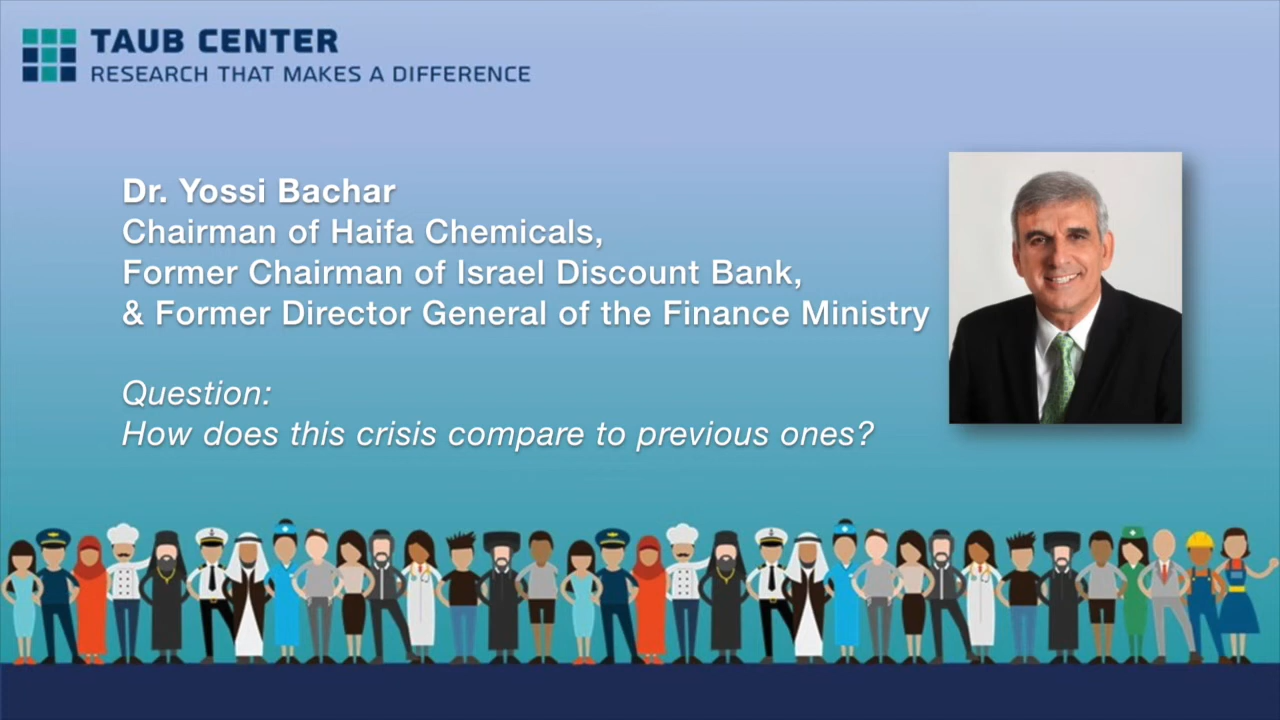 TAUB CENTER
RESEARCH THAT MAKES A DIFFERENCE
Dr. Yossi Bachar
Chairman of Haifa Chemicals,
Former Chairman of Israel Discount Bank,
& Former Director General of the Finance Ministry
Question:
How does this crisis compare to previous ones?